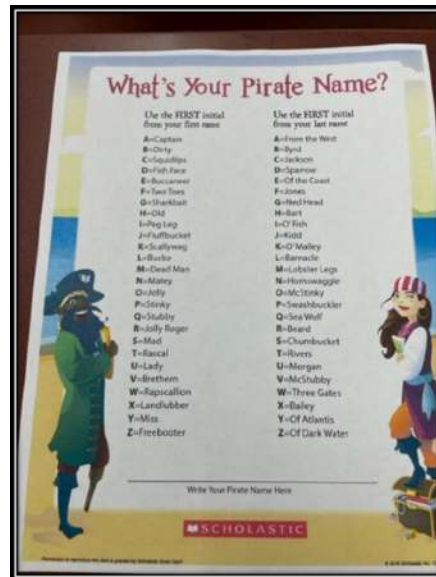 What's Your Pirate Name?
Use the FIRST initial
from your first name
A=Captain
B=Dirty
C=Squidlips
D=Fish Face
E=Buccaneer
F=Two Toes
G=Sharkbait
H=Old
I=Peg Leg
J=Fluffbucket
K=Scallyweg
L=Bucko
M=Dead Man
N=Matey
O=Jelly
P=Stinky
Q=Stubby
R=Jolly Roger
S=Mad
T=Rascal
U=Lady
V=Brethern
W=Rapscallion
X=Landlubber
Y=Miss
Z=Freebooter
Use the FIRST initial
from your last name
A=From the West
B=Byrd
C=Jackson
D=Sparrow
E=Of the Coast
F=Jones
G=Ned Head
H=Bart
I=O'Fish
J=Kidd
K=O'Malley
L=Barnacle
M=Lobster Legs
N=Hornswaggle
O=McStinky
P=Swashbuckler
Q=Sea Wolf
R=Beard
S=Chumbucket
T=Rivers
U=Morgan
V=McStubby
W=Three Gates
X=Bailey
Y=Of Atlantis
Z=Of Dark Water
Write Your Pirate Name Here
SCHOLASTIC